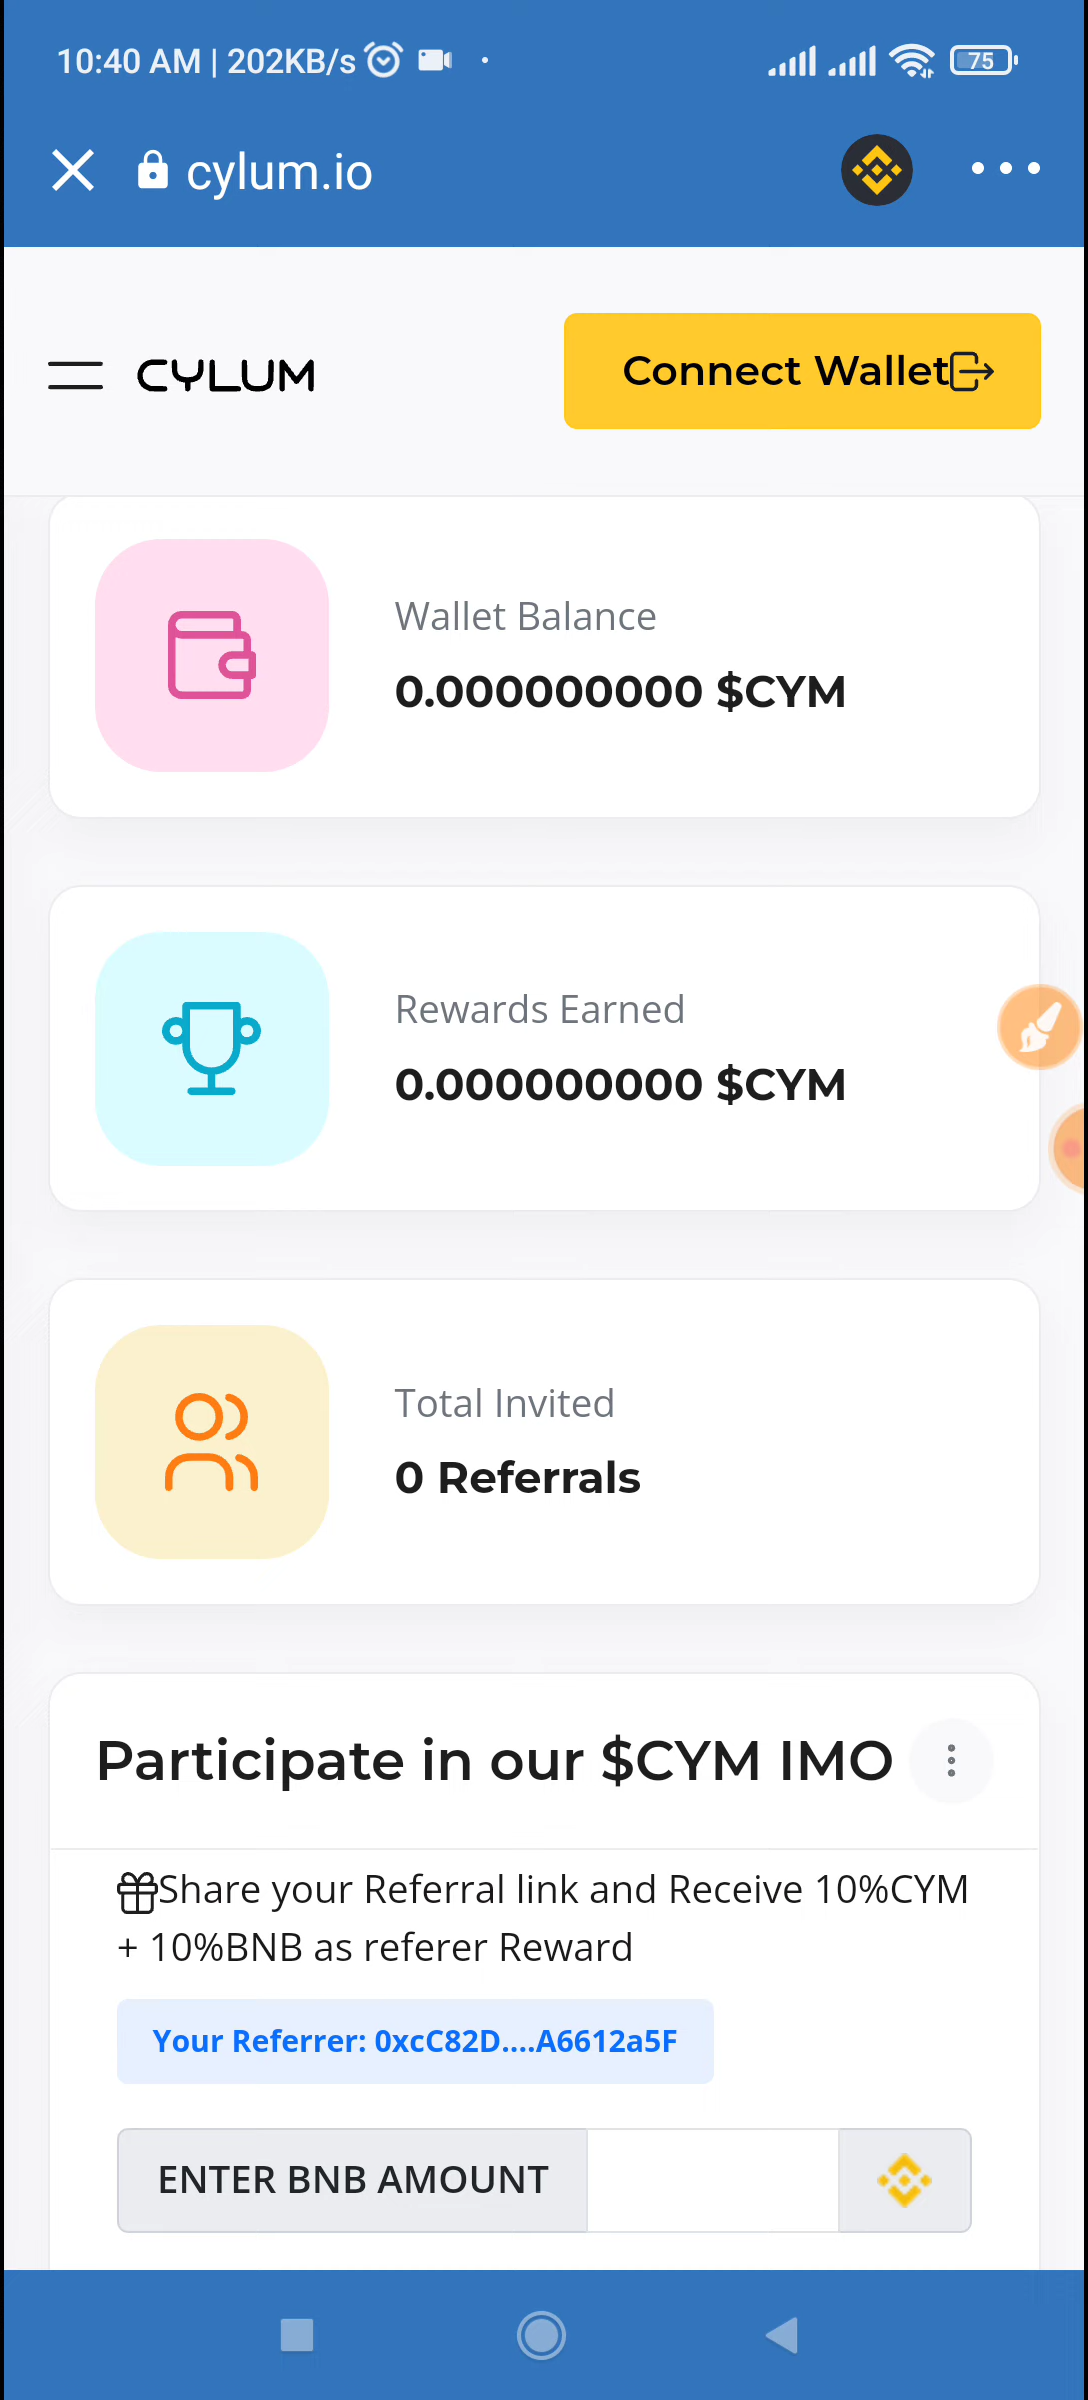 10:40 AM | 202KB/s
75
cylum.io
CYLUM
Connect Wallet
Wallet Balance
0.000000000 $CYM
Rewards Earned
0.000000000 $CYM
Total Invited
0 Referrals
Participate in our $CYM IMO
Share your Referral link and Receive 10%CYM
+ 10%BNB as referer Reward
Your Referrer: 0xcC82D....A6612a5F
ENTER BNB AMOUNT